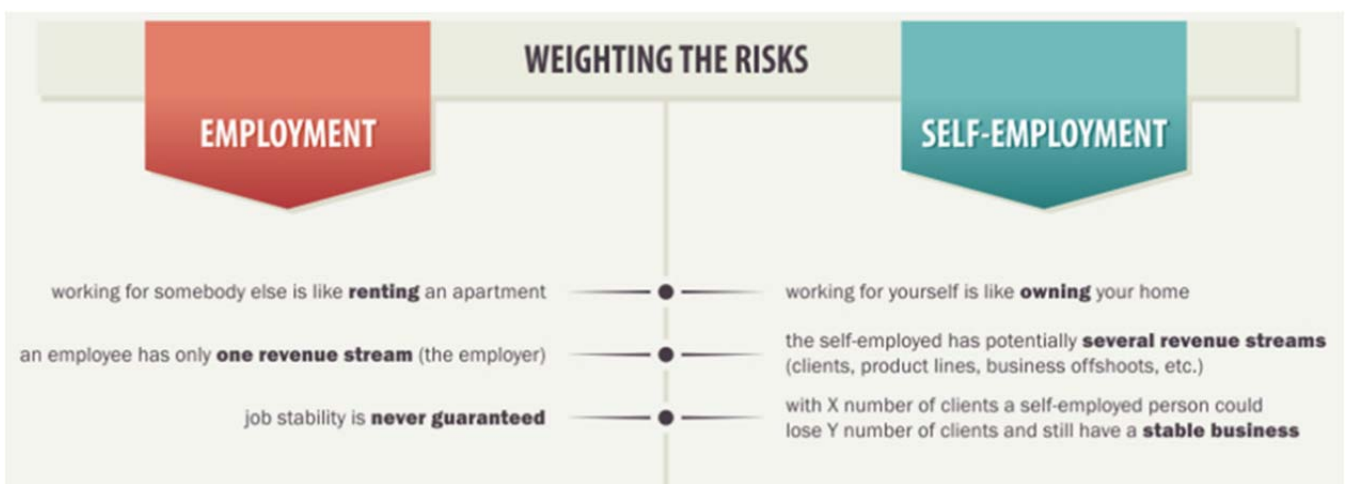 WEIGHTING THE RISKS
EMPLOYMENT
SELF-EMPLOYMENT
working for somebody else is like renting an apartment
working for yourself is like owning your home
an employee has only one revenue stream (the employer)
the self-employed has potentially several revenue streams
(clients, product lines, business offshoots, etc.)
job stability is never guaranteed
with X number of clients a self-employed person could
lose Y number of clients and still have a stable business